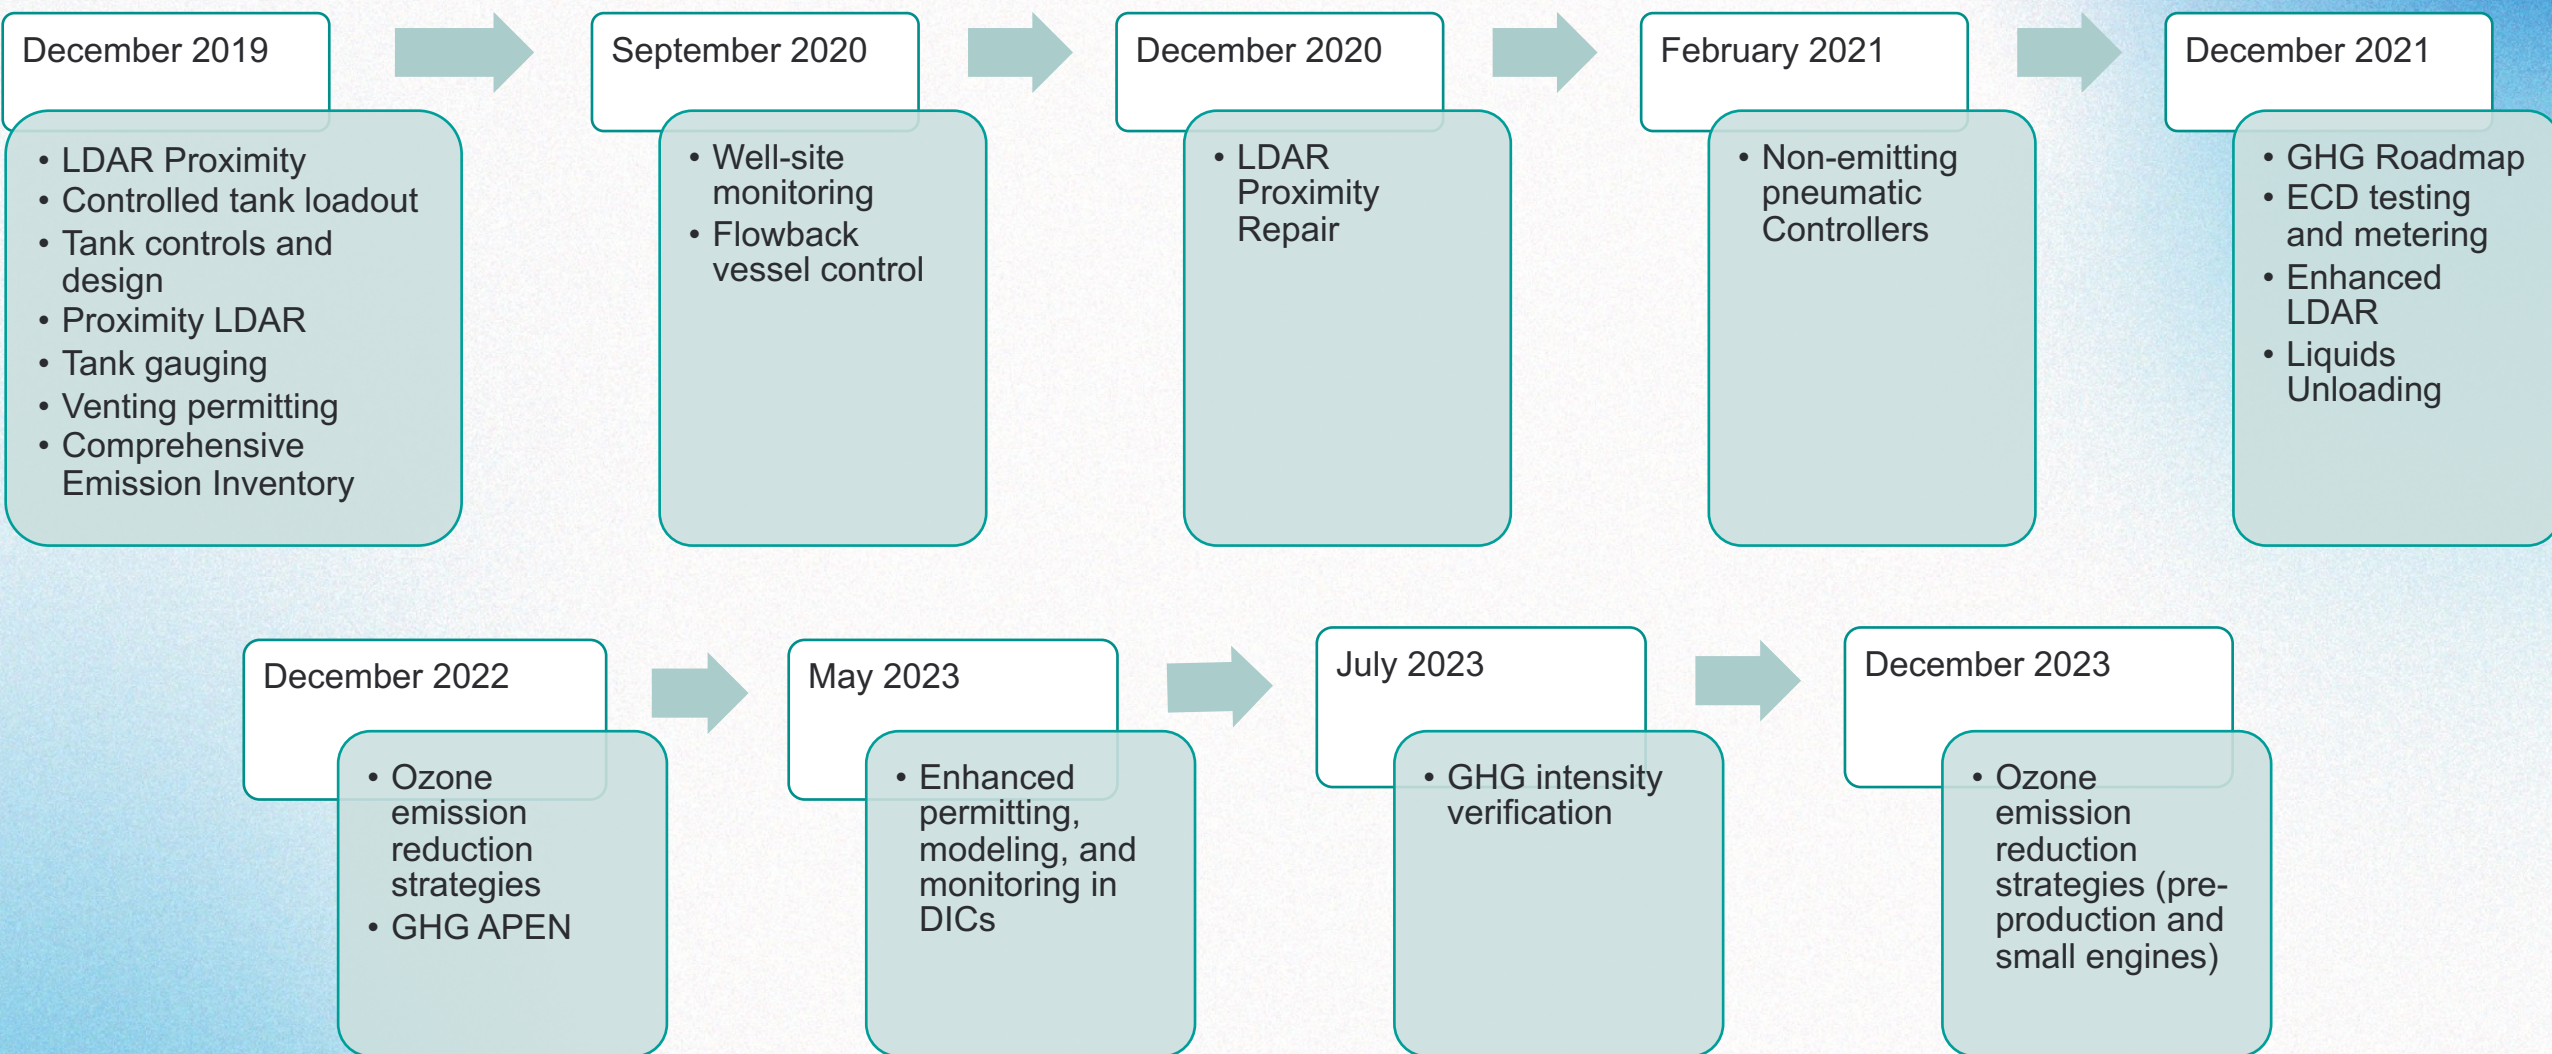 December 2019
• LDAR Proximity
• Controlled tank loadout
• Tank controls and
design
• Proximity LDAR
• Tank gauging
• Venting permitting
• Comprehensive
Emission Inventory
September 2020
• Well-site
monitoring
• Flowback
vessel control
December 2020
• LDAR
Proximity
Repair
February 2021
• Non-emitting
pneumatic
Controllers
December 2021
• GHG Roadmap
• ECD testing
and metering
• Enhanced
LDAR
• Liquids
Unloading
December 2022
• Ozone
emission
reduction
strategies
• GHG APEN
May 2023
• Enhanced
permitting,
modeling, and
monitoring in
DICs
July 2023
• GHG intensity
verification
December 2023
• Ozone
emission
reduction
strategies (pre-
production and
small engines)